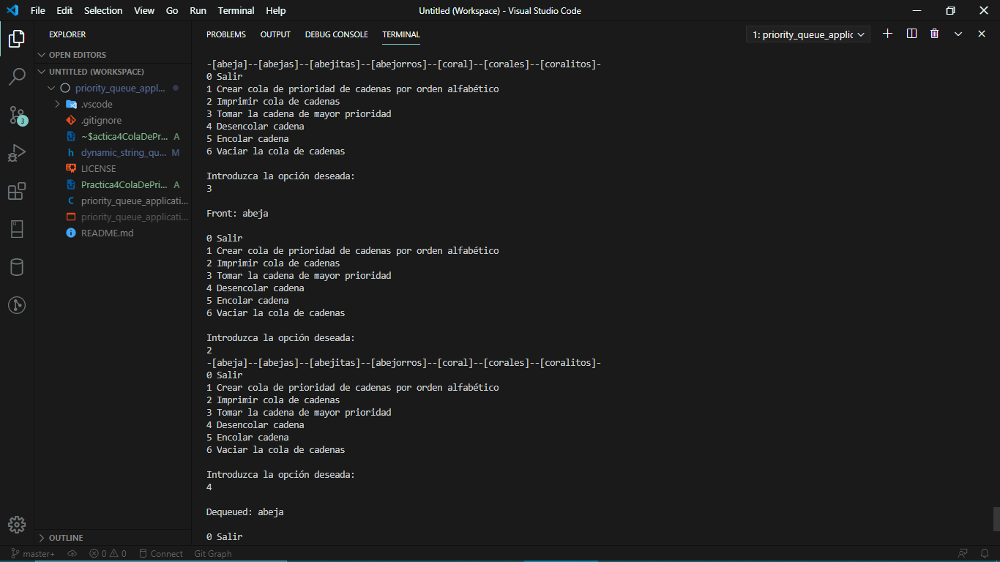 File Edit Selection View Go Run Terminal Help
Untitled (Workspace) - Visual Studio Code
EXPLORER
OPEN EDITORS
UNTITLED (WORKSPACE)
priority_queue_appl...
.vscode
.gitignore
~$actica4ColaDePr... A
dynamic_string_qu... M
LICENSE
Practica4ColaDePri... A
priority_queue_applicati...
priority_queue_applicati...
README.md
3
OUTLINE
PROBLEMS OUTPUT DEBUG CONSOLE TERMINAL
1: priority_queue_applic
-[abeja]--[abejas]--[abejitas]--[abejorros]--[coral]--[corales]--[coralitos]-
0 Salir
1 Crear cola de prioridad de cadenas por orden alfabético
2 Imprimir cola de cadenas
3 Tomar la cadena de mayor prioridad
4 Desencolar cadena
5 Encolar cadena
6 Vaciar la cola de cadenas
Introduzca la opción deseada:
3
Front: abeja
0 Salir
1 Crear cola de prioridad de cadenas por orden alfabético
2 Imprimir cola de cadenas
3 Tomar la cadena de mayor prioridad
4 Desencolar cadena
5 Encolar cadena
6 Vaciar la cola de cadenas
Introduzca la opción deseada:
2
-[abeja]--[abejas]--[abejitas]--[abejorros]--[coral]--[corales]--[coralitos]-
0 Salir
1 Crear cola de prioridad de cadenas por orden alfabético
2 Imprimir cola de cadenas
3 Tomar la cadena de mayor prioridad
4 Desencolar cadena
5 Encolar cadena
6 Vaciar la cola de cadenas
Introduzca la opción deseada:
4
Dequeued: abeja
0 Salir
master+ 0 0 Connect Git Graph